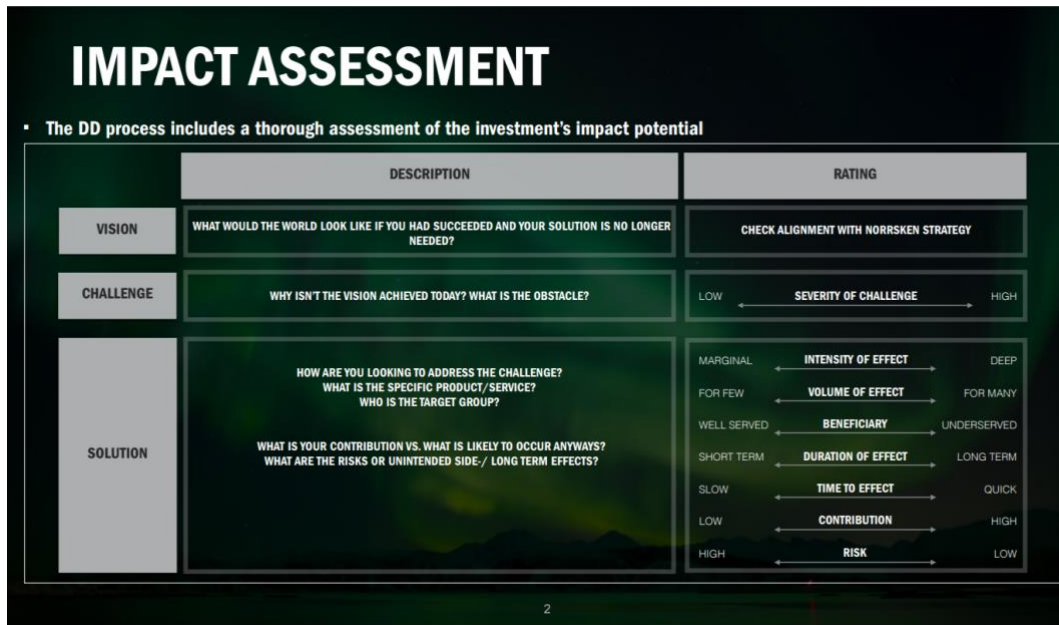 IMPACT ASSESSMENT
▪ The DD process includes a thorough assessment of the investment's impact potential
DESCRIPTION
RATING
VISION
WHAT WOULD THE WORLD LOOK LIKE IF YOU HAD SUCCEEDED AND YOUR SOLUTION IS NO LONGER
NEEDED?
CHECK ALIGNMENT WITH NORRSKEN STRATEGY
CHALLENGE
WHY ISN'T THE VISION ACHIEVED TODAY? WHAT IS THE OBSTACLE?
LOW SEVERITY OF CHALLENGE HIGH
SOLUTION
HOW ARE YOU LOOKING TO ADDRESS THE CHALLENGE?
WHAT IS THE SPECIFIC PRODUCT/SERVICE?
WHO IS THE TARGET GROUP?
WHAT IS YOUR CONTRIBUTION VS. WHAT IS LIKELY TO OCCUR ANYWAYS?
WHAT ARE THE RISKS OR UNINTENDED SIDE-/ LONG TERM EFFECTS?
MARGINAL INTENSITY OF EFFECT DEEP
FOR FEW VOLUME OF EFFECT FOR MANY
WELL SERVED BENEFICIARY UNDERSERVED
SHORT TERM DURATION OF EFFECT LONG TERM
SLOW TIME TO EFFECT QUICK
LOW CONTRIBUTION HIGH
HIGH RISK LOW
2